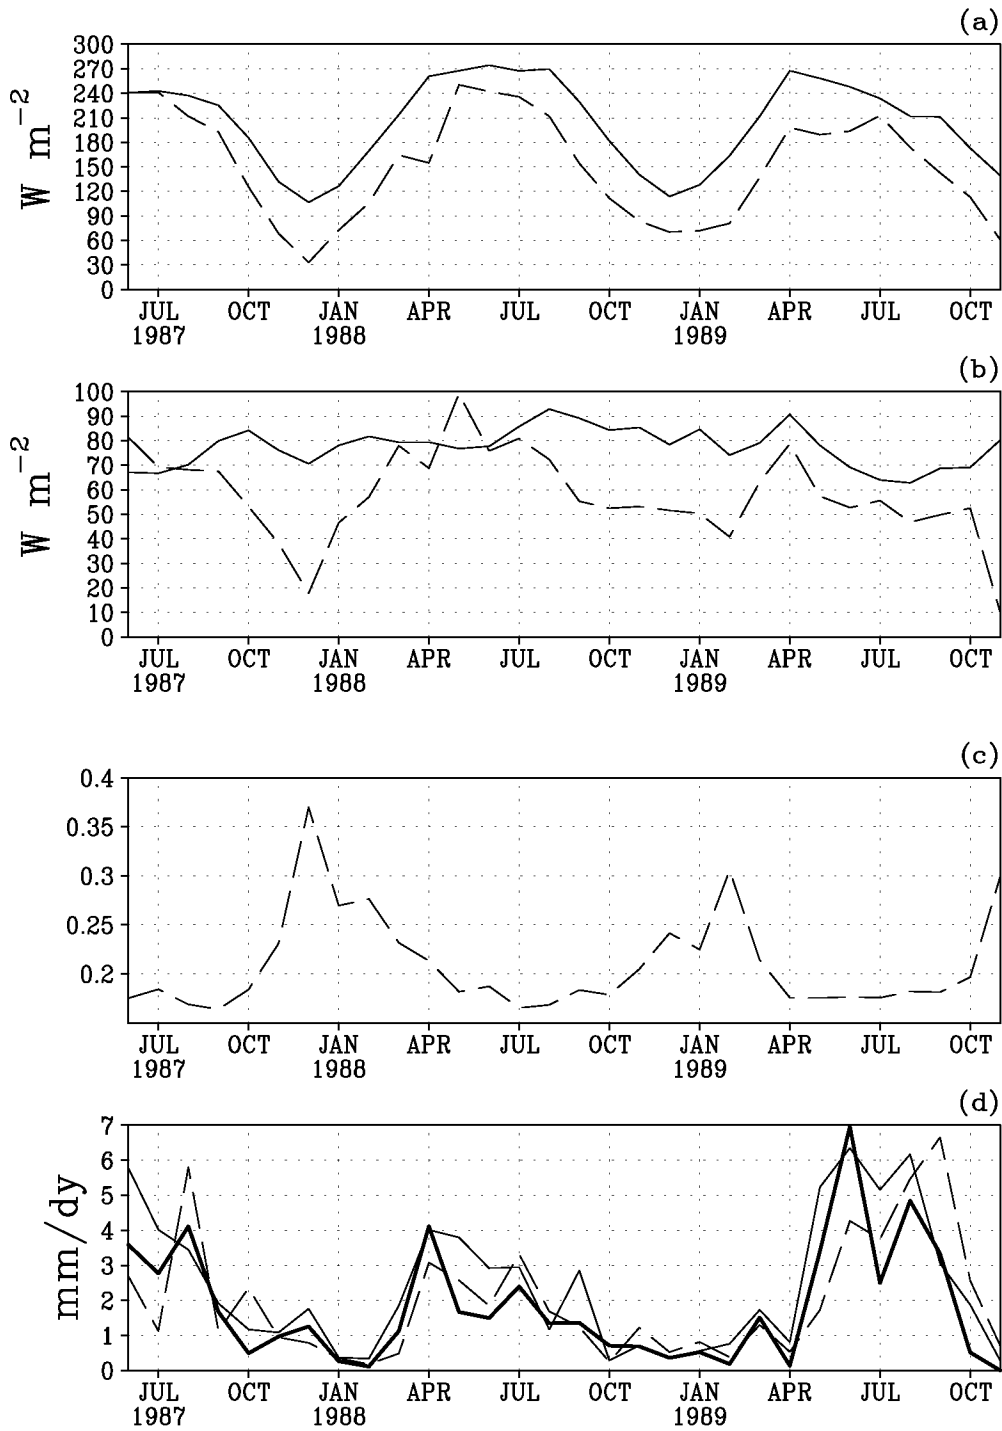 (a)
300
270
240
210
180
150
120
90
60
30
0
W m⁻²
JUL OCT JAN APR JUL OCT JAN APR JUL OCT
1987 1988 1989
(b)
100
90
80
70
60
50
40
30
20
10
0
W m⁻²
JUL OCT JAN APR JUL OCT JAN APR JUL OCT
1987 1988 1989
(c)
0.4
0.35
0.3
0.25
0.2
JUL OCT JAN APR JUL OCT JAN APR JUL OCT
1987 1988 1989
(d)
7
6
5
4
3
2
1
0
mm/dy
JUL OCT JAN APR JUL OCT JAN APR JUL OCT
1987 1988 1989